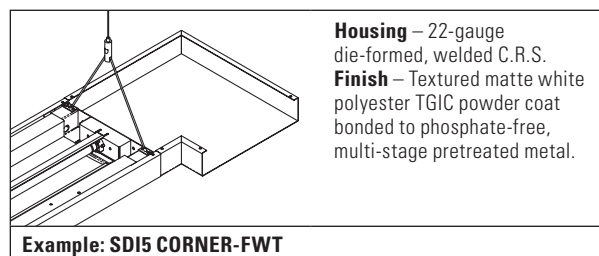 Housing – 22-gauge
die-formed, welded C.R.S.
Finish – Textured matte white
polyester TGIC powder coat
bonded to phosphate-free,
multi-stage pretreated metal.
Example: SDI5 CORNER-FWT